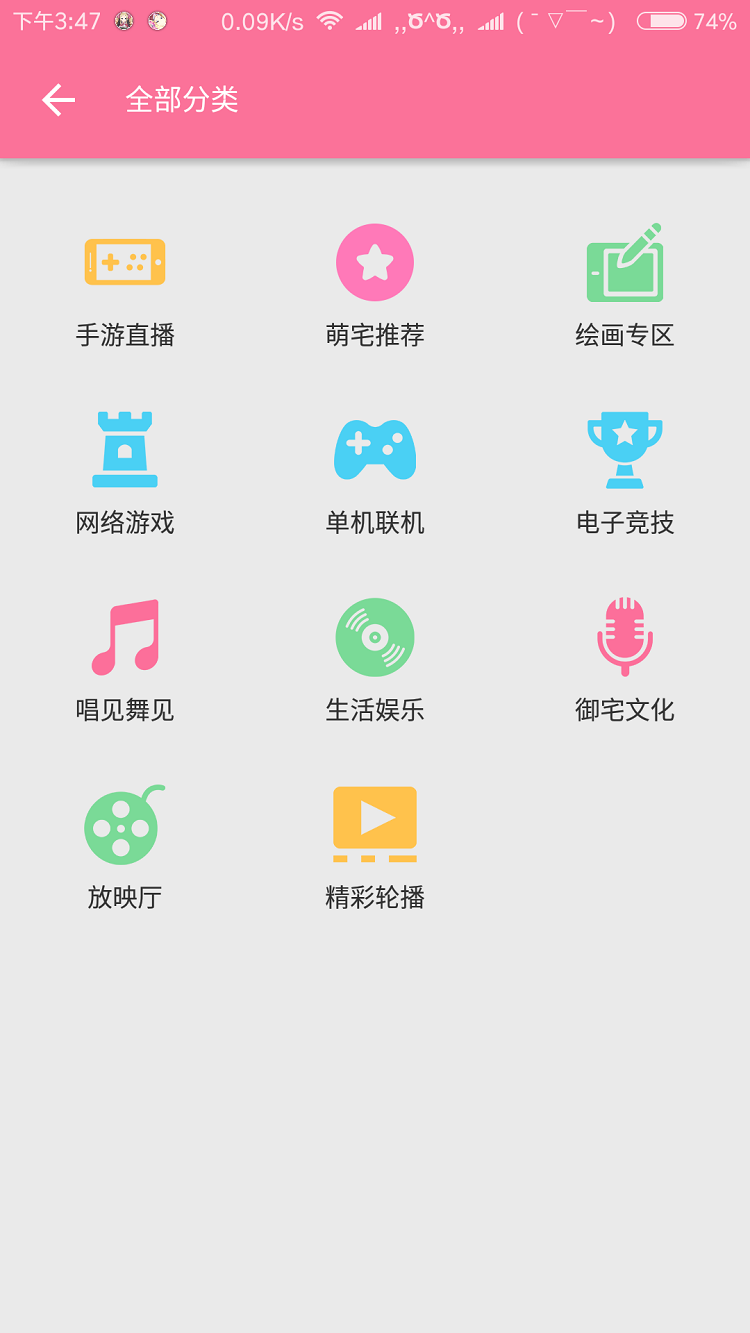 下午3:47 0.09K/s ,,Ծ^Ծ,, (¯▽￣~) 74%
全部分类
手游直播 萌宅推荐 绘画专区
网络游戏 单机联机 电子竞技
唱见舞见 生活娱乐 御宅文化
放映厅 精彩轮播